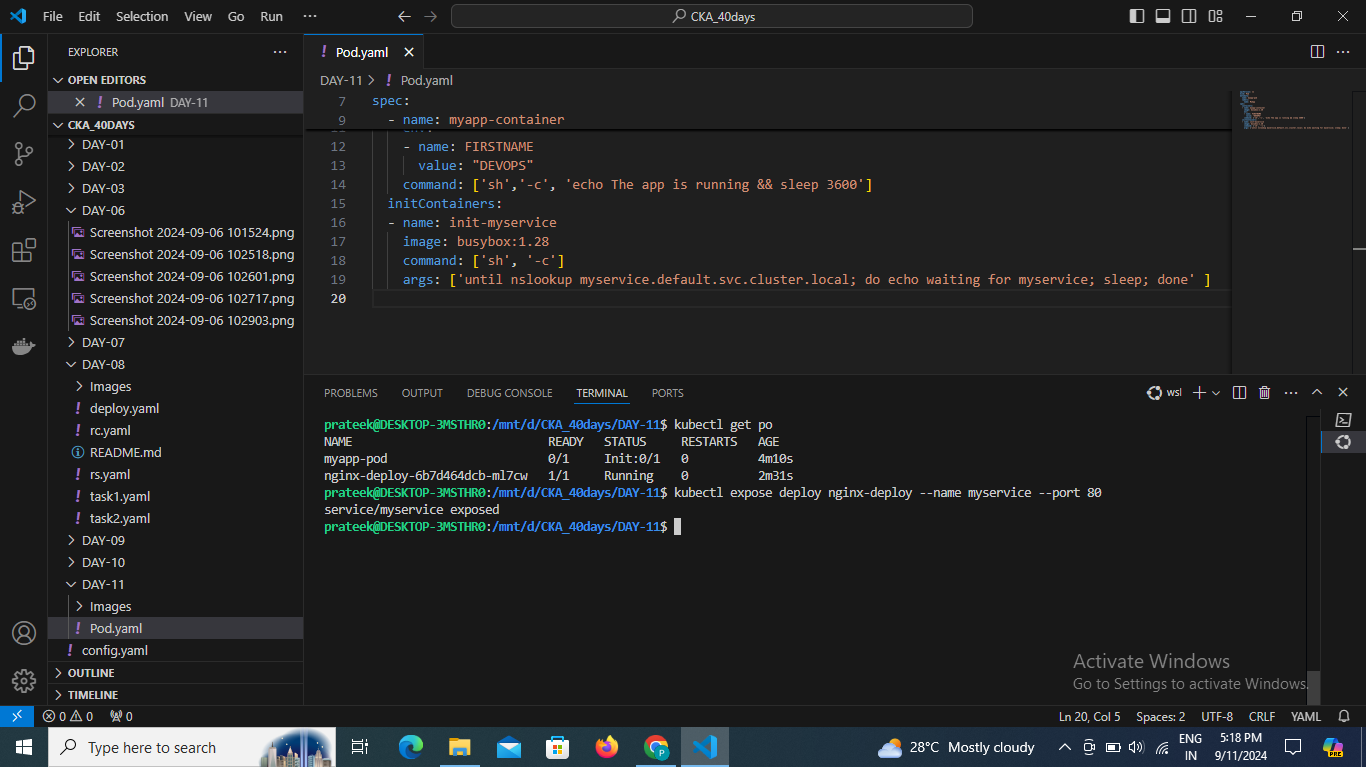 File Edit Selection View Go Run ··· CKA_40days
EXPLORER ···
OPEN EDITORS
Pod.yaml DAY-11
CKA_40DAYS
DAY-01
DAY-02
DAY-03
DAY-06
Screenshot 2024-09-06 101524.png
Screenshot 2024-09-06 102518.png
Screenshot 2024-09-06 102601.png
Screenshot 2024-09-06 102717.png
Screenshot 2024-09-06 102903.png
DAY-07
DAY-08
Images
! deploy.yaml
! rc.yaml
README.md
! rs.yaml
! task1.yaml
! task2.yaml
DAY-09
DAY-10
DAY-11
Images
! Pod.yaml
! config.yaml
OUTLINE
TIMELINE
! Pod.yaml
DAY-11 > ! Pod.yaml
7 spec:
9 - name: myapp-container
12 - name: FIRSTNAME
13 value: "DEVOPS"
14 command: ['sh','-c', 'echo The app is running && sleep 3600']
15 initContainers:
16 - name: init-myservice
17 image: busybox:1.28
18 command: ['sh', '-c']
19 args: ['until nslookup myservice.default.svc.cluster.local; do echo waiting for myservice; sleep; done' ]
20
PROBLEMS OUTPUT DEBUG CONSOLE TERMINAL PORTS wsl
prateek@DESKTOP-3MSTHR0:/mnt/d/CKA_40days/DAY-11$ kubectl get po
NAME READY STATUS RESTARTS AGE
myapp-pod 0/1 Init:0/1 0 4m10s
nginx-deploy-6b7d464dcb-ml7cw 1/1 Running 0 2m31s
prateek@DESKTOP-3MSTHR0:/mnt/d/CKA_40days/DAY-11$ kubectl expose deploy nginx-deploy --name myservice --port 80
service/myservice exposed
prateek@DESKTOP-3MSTHR0:/mnt/d/CKA_40days/DAY-11$
Activate Windows
Go to Settings to activate Windows.
0 0 0 Ln 20, Col 5 Spaces: 2 UTF-8 CRLF YAML
Type here to search
28°C Mostly cloudy
ENG
IN
5:18 PM
9/11/2024
PRE